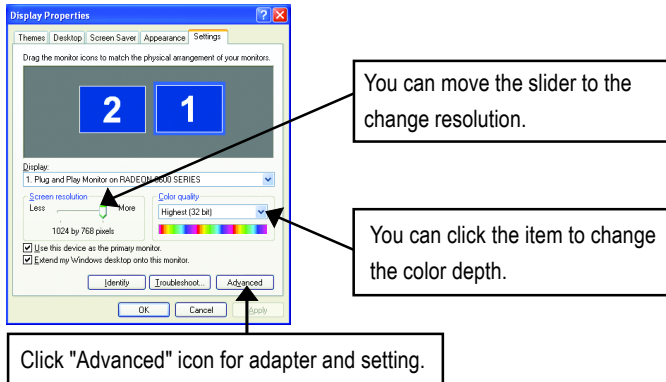 Display Properties
Themes Desktop Screen Saver Appearance Settings
Drag the monitor icons to match the physical arrangement of your monitors.
2 1
Display:
1. Plug and Play Monitor on RADEON 9600 SERIES
Screen resolution
Less More
1024 by 768 pixels
Color quality
Highest (32 bit)
Use this device as the primary monitor.
Extend my Windows desktop onto this monitor.
Identify Troubleshoot... Advanced
OK Cancel Apply
You can move the slider to the
change resolution.
You can click the item to change
the color depth.
Click "Advanced" icon for adapter and setting.